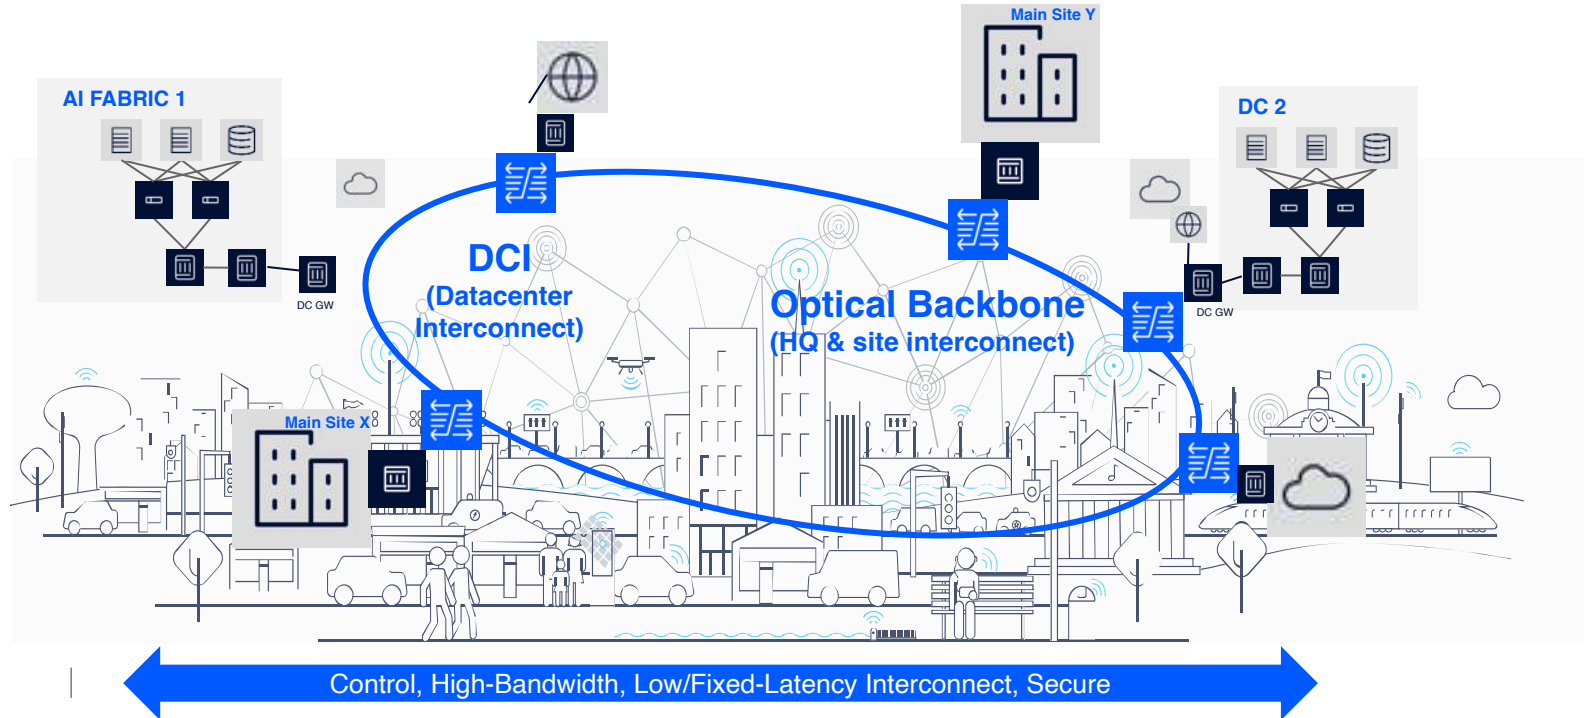 Main Site Y
AI FABRIC 1
DC 2
DCI
(Datacenter
Interconnect)
Optical Backbone
(HQ & site interconnect)
DC GW
DC GW
Main Site X
Control, High-Bandwidth, Low/Fixed-Latency Interconnect, Secure